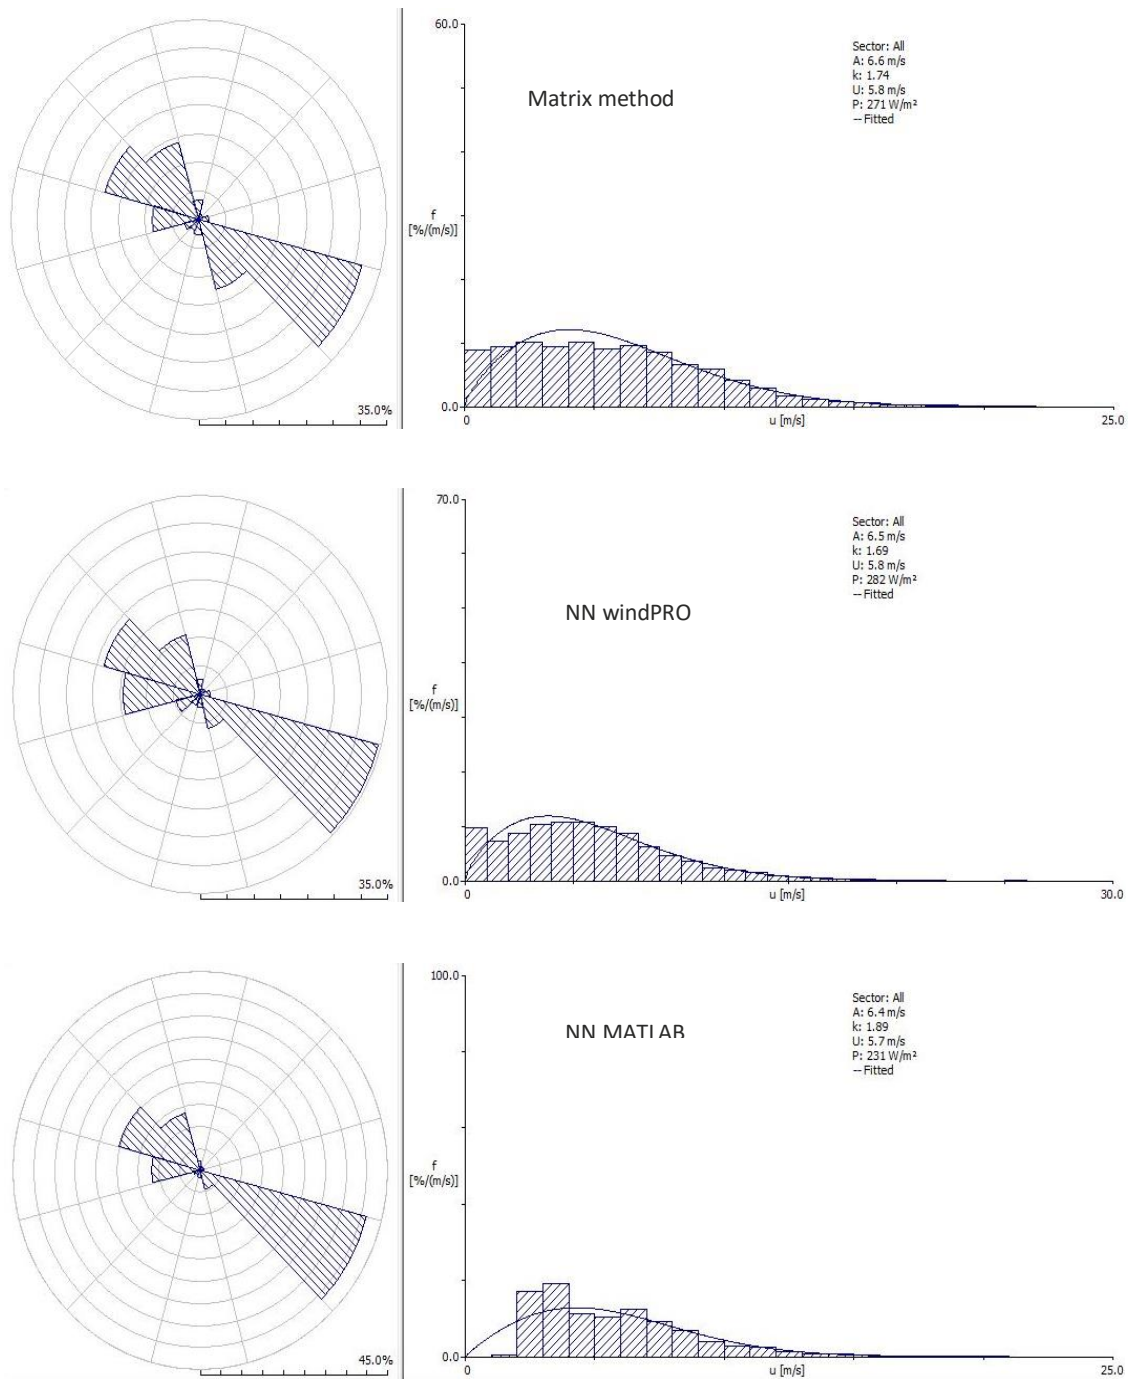 60.0
Sector: All
A: 6.6 m/s
k: 1.74
U: 5.8 m/s
P: 271 W/m²
-- Fitted
Matrix method
f
[%/(m/s)]
35.0%
0.0
0
u [m/s]
25.0
70.0
Sector: All
A: 6.5 m/s
k: 1.69
U: 5.8 m/s
P: 282 W/m²
-- Fitted
NN windPRO
f
[%/(m/s)]
35.0%
0.0
0
u [m/s]
30.0
100.0
Sector: All
A: 6.4 m/s
k: 1.89
U: 5.7 m/s
P: 231 W/m²
-- Fitted
NN MATLAB
f
[%/(m/s)]
45.0%
0.0
0
u [m/s]
25.0